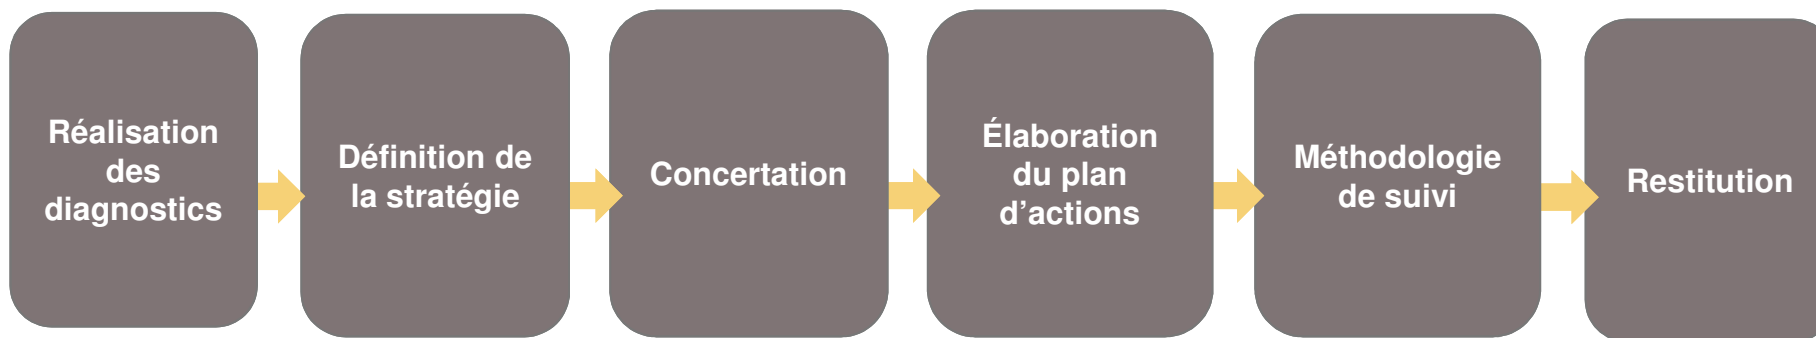 Réalisation
des
diagnostics
Définition de
la stratégie
Concertation
Élaboration
du plan
d’actions
Méthodologie
de suivi
Restitution